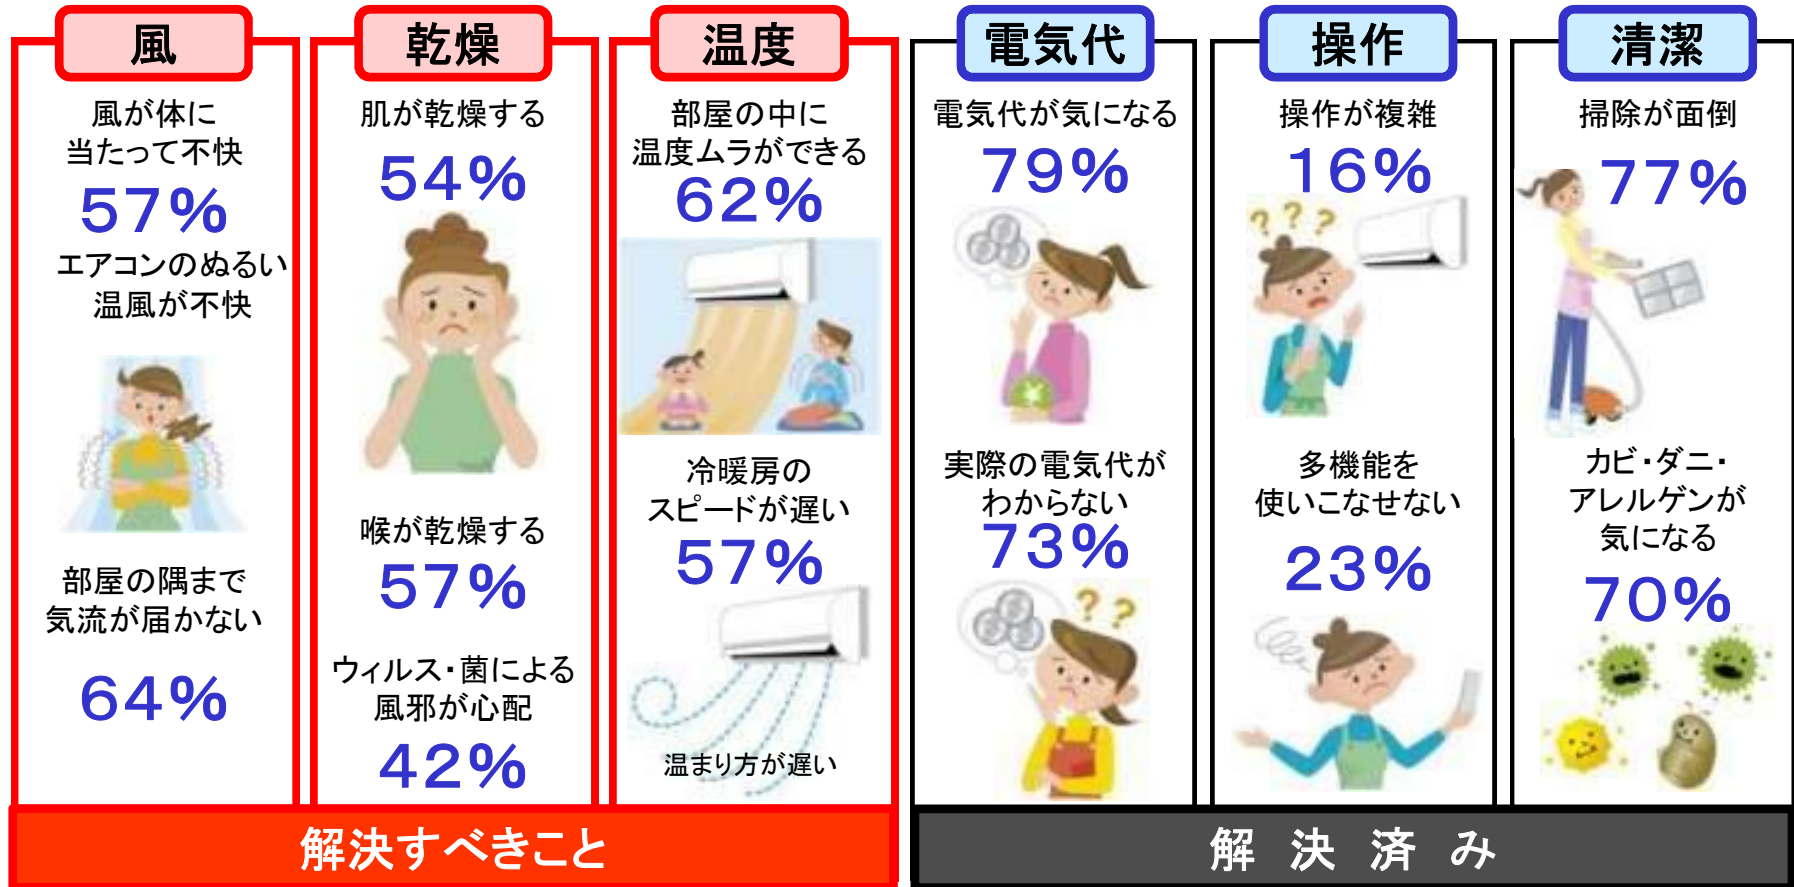 風
風が体に
当たって不快
57%
エアコンのぬるい
温風が不快
部屋の隅まで
気流が届かない
64%
乾燥
肌が乾燥する
54%
喉が乾燥する
57%
ウィルス・菌による
風邪が心配
42%
温度
部屋の中に
温度ムラができる
62%
冷暖房の
スピードが遅い
57%
温まり方が遅い
解決すべきこと
電気代
電気代が気になる
79%
実際の電気代が
わからない
73%
? ?
操作
操作が複雑
16%
? ? ?
多機能を
使いこなせない
23%
清潔
掃除が面倒
77%
カビ・ダニ・
アレルゲンが
気になる
70%
解決済み